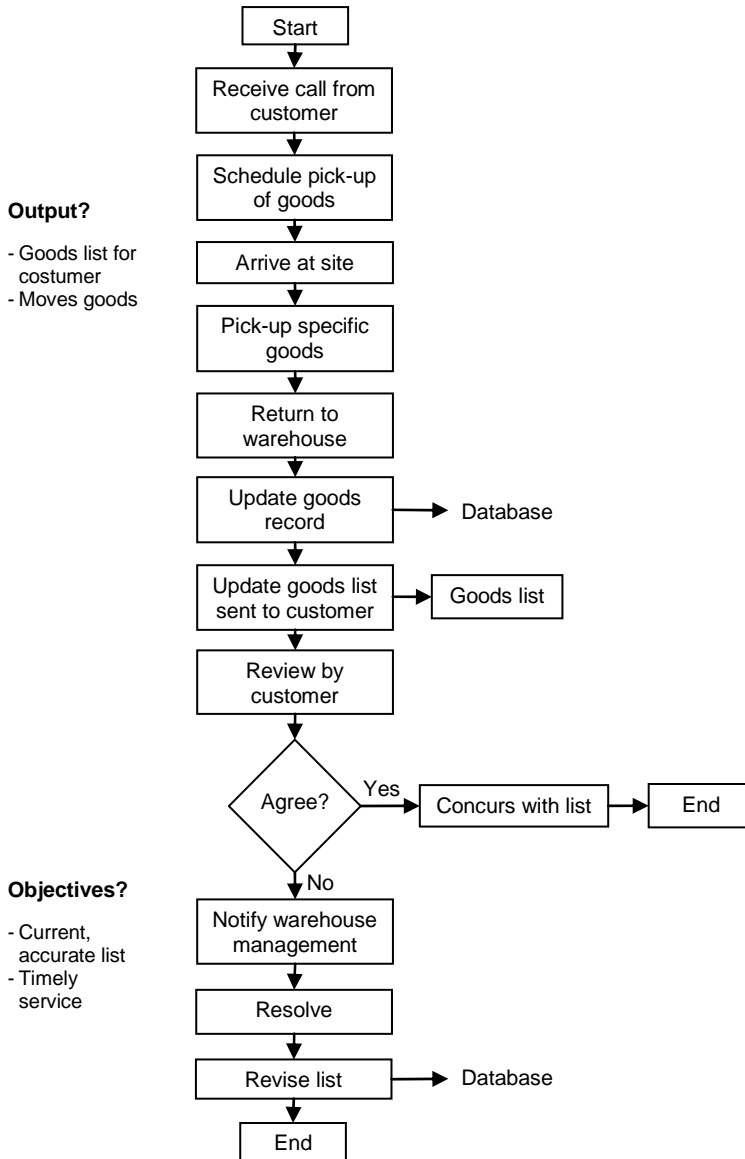 Start
Receive call from
customer
Schedule pick-up
of goods
Output?
- Goods list for
costumer
- Moves goods
Arrive at site
Pick-up specific
goods
Return to
warehouse
Update goods
record
Database
Update goods list
sent to customer
Goods list
Review by
customer
Agree?
Yes
Concurs with list
End
No
Objectives?
- Current,
accurate list
- Timely
service
Notify warehouse
management
Resolve
Revise list
Database
End